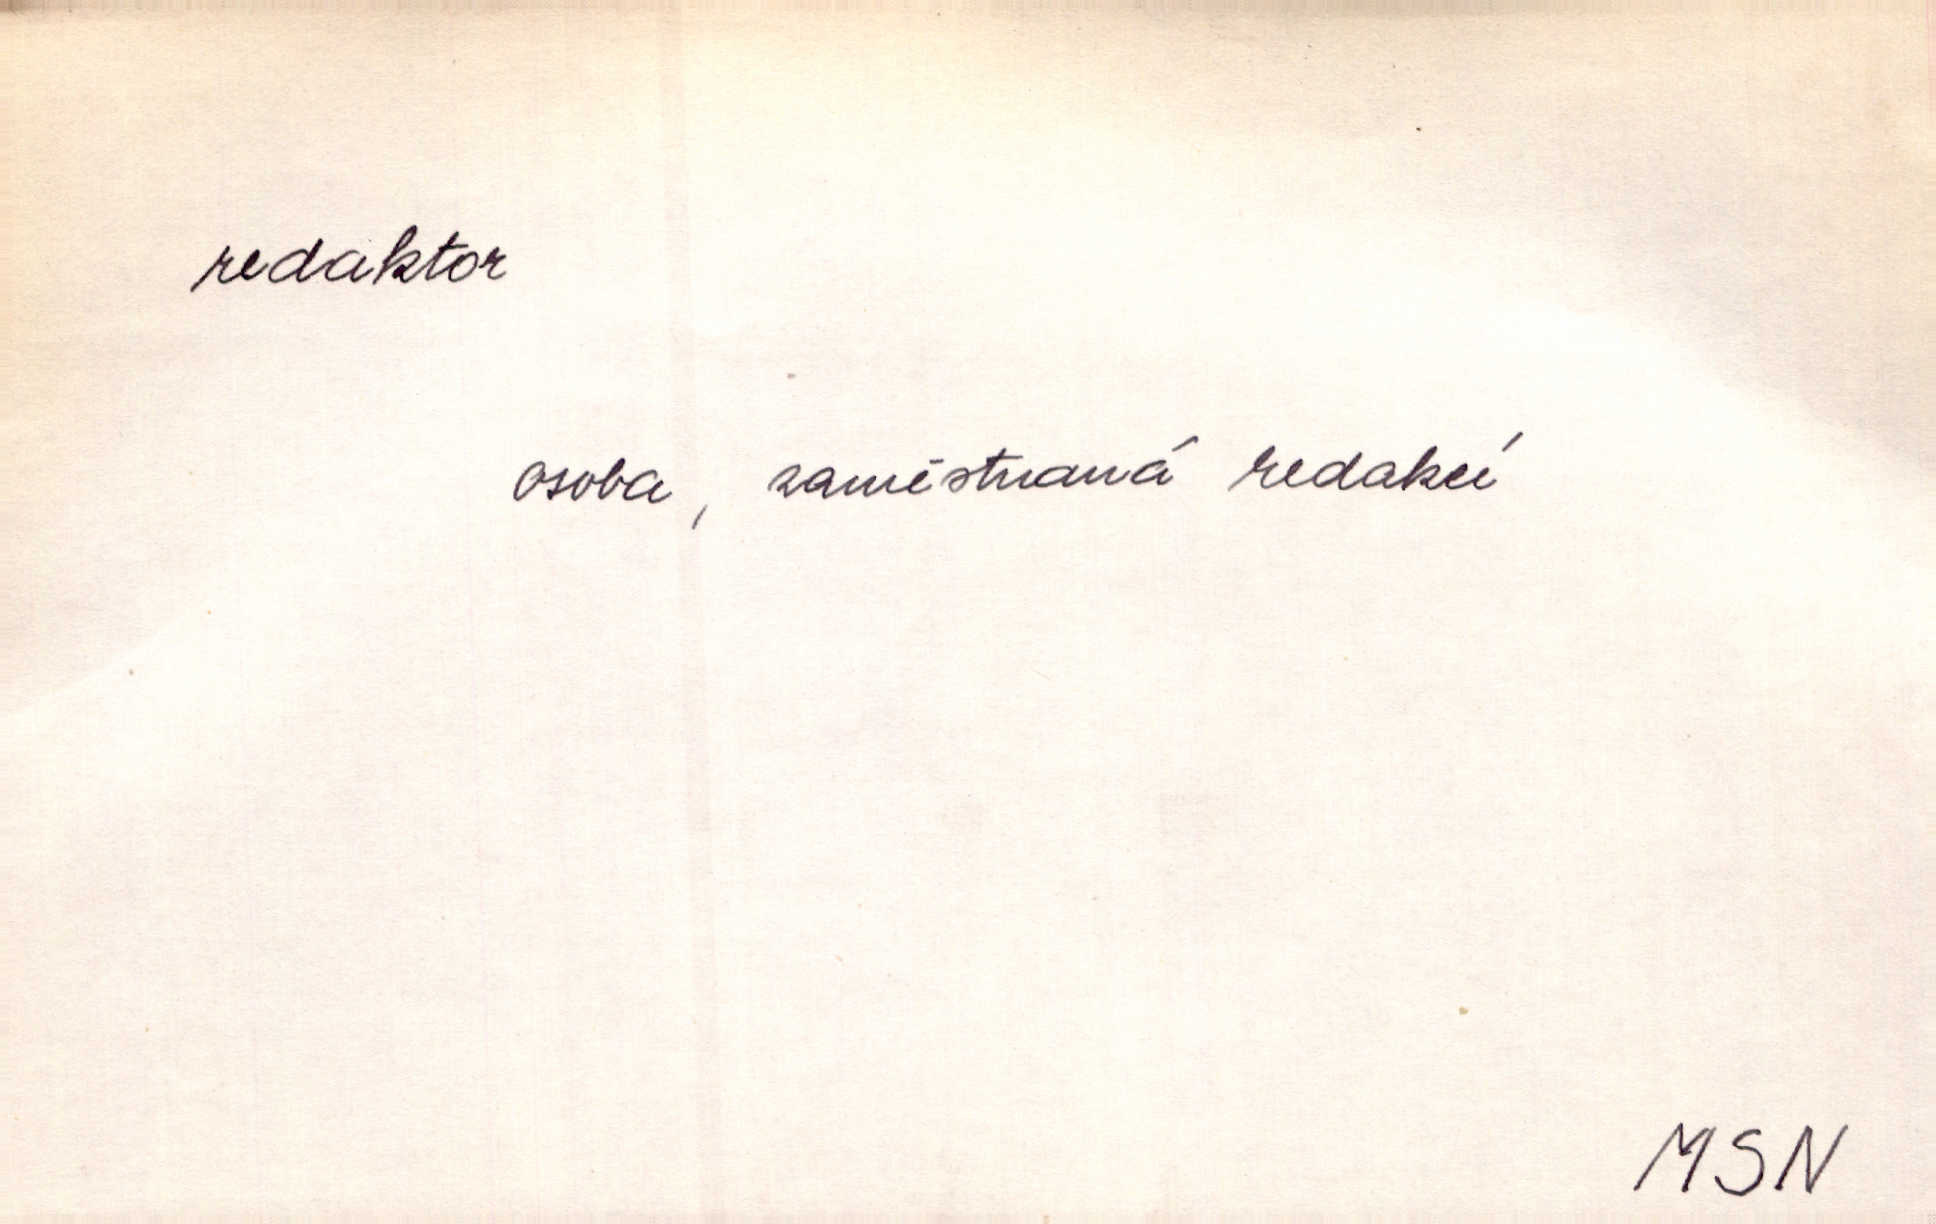 redaktor
osoba, zaměstnaná redakcí
MSN